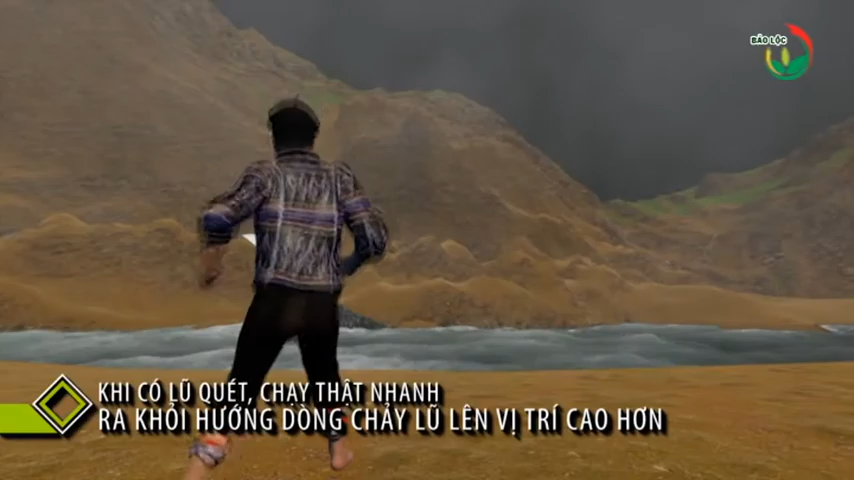 BẢO LỘC
KHI CÓ LŨ QUÉT, CHẠY THẬT NHANH
RA KHỎI HƯỚNG DÒNG CHẢY LŨ LÊN VỊ TRÍ CAO HƠN